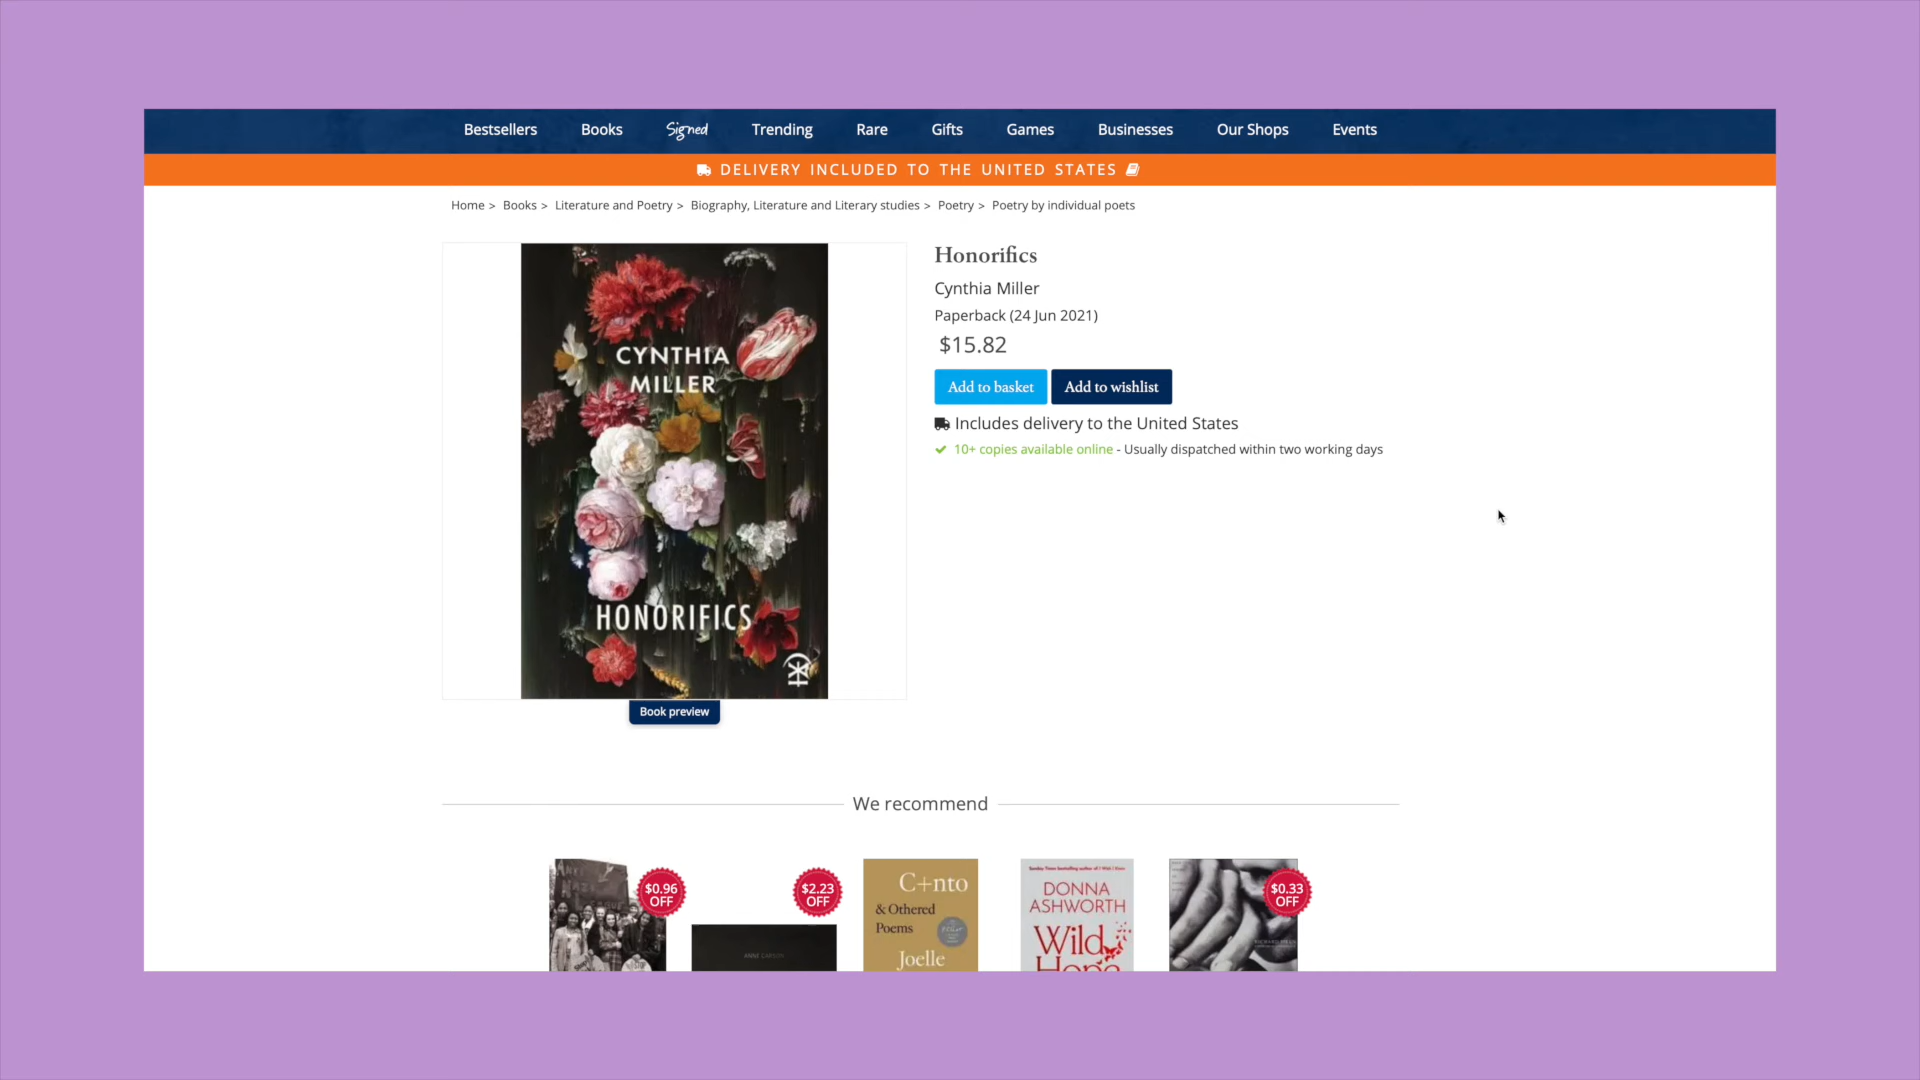 Bestsellers Books Signed Trending Rare Gifts Games Businesses Our Shops Events
DELIVERY INCLUDED TO THE UNITED STATES
Home > Books > Literature and Poetry > Biography, Literature and Literary studies > Poetry > Poetry by individual poets
CYNTHIA
MILLER
HONORIFICS
Book preview
Honorifics
Cynthia Miller
Paperback (24 Jun 2021)
$15.82
Add to basket Add to wishlist
Includes delivery to the United States
10+ copies available online - Usually dispatched within two working days
We recommend
$0.96
OFF
$2.23
OFF
ANNE CARSON
C+nto
& Othered
Poems
Joelle
DONNA
ASHWORTH
Wild
Hope
$0.33
OFF